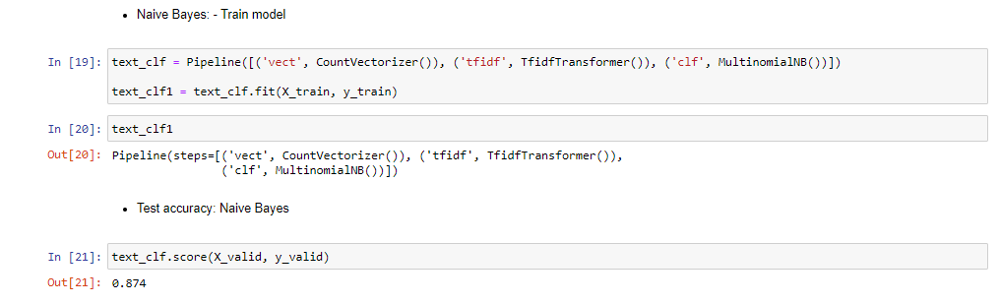 • Naive Bayes: - Train model
In [19]: text_clf = Pipeline([('vect', CountVectorizer()), ('tfidf', TfidfTransformer()), ('clf', MultinomialNB())])
text_clf1 = text_clf.fit(X_train, y_train)
In [20]: text_clf1
Out[20]: Pipeline(steps=[('vect', CountVectorizer()), ('tfidf', TfidfTransformer()),
('clf', MultinomialNB())])
• Test accuracy: Naive Bayes
In [21]: text_clf.score(X_valid, y_valid)
Out[21]: 0.874